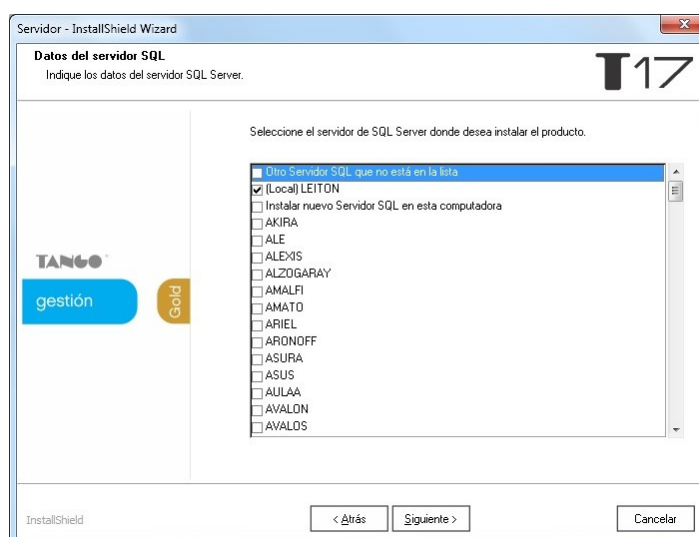 Servidor - InstallShield Wizard
Datos del servidor SQL
Indique los datos del servidor SQL Server.
T17
Seleccione el servidor de SQL Server donde desea instalar el producto.
Otro Servidor SQL que no está en la lista
(Local) LEITON
Instalar nuevo Servidor SQL en esta computadora
AKIRA
ALE
ALEXIS
ALZOGARAY
AMALFI
AMATO
ARIEL
ARONOFF
ASURA
ASUS
AULAA
AVALON
AVALOS
TANGO
gestión
Gold
InstallShield
< Atrás
Siguiente >
Cancelar